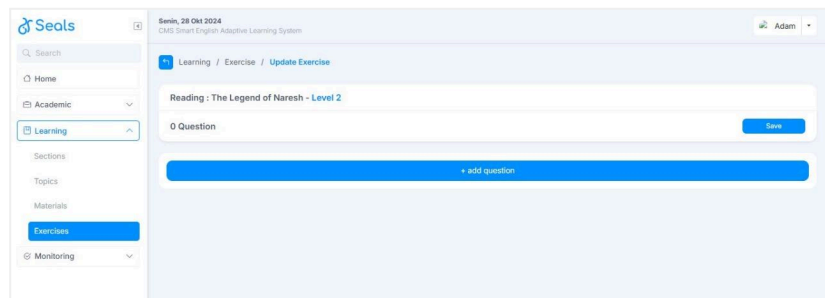 Seals
Search
Home
Academic
Learning
Sections
Topics
Materials
Exercises
Monitoring
Senin, 28 Okt 2024
CMS Smart English Adaptive Learning System
Adam
Learning / Exercise / Update Exercise
Reading : The Legend of Naresh - Level 2
0 Question
Save
+ add question